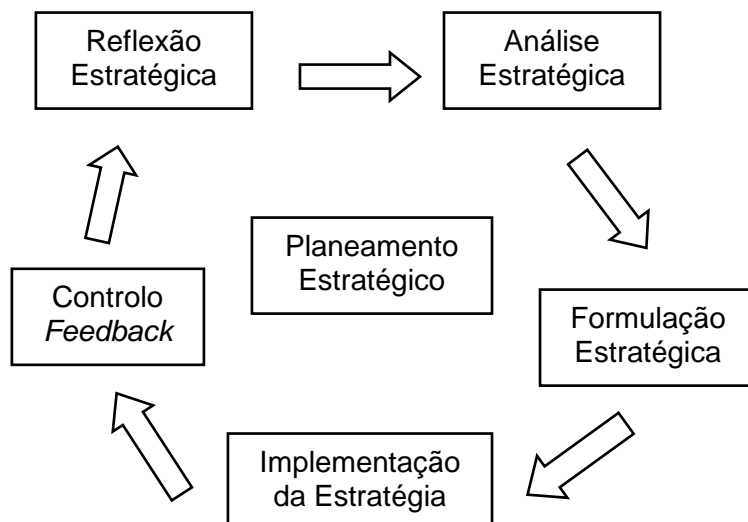 Reflexão
Estratégica
Análise
Estratégica
Planeamento
Estratégico
Controlo
Feedback
Formulação
Estratégica
Implementação
da Estratégia